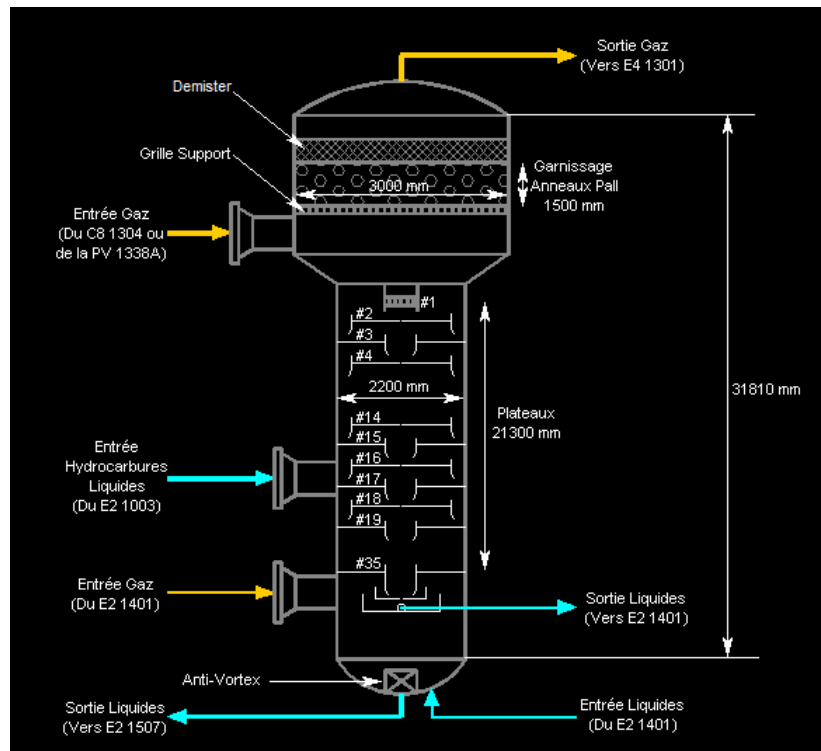 Sortie Gaz
(Vers E4 1301)
Demister
Grille Support
Garnissage
Anneaux Pall
1500 mm
3000 mm
Entrée Gaz
(Du C8 1304 ou
de la PV 1338A)
#1
#2
#3
#4
2200 mm
31810 mm
Plateaux
21300 mm
#14
#15
#16
#17
#18
#19
Entrée
Hydrocarbures
Liquides
(Du E2 1003)
#35
Entrée Gaz
(Du E2 1401)
Sortie Liquides
(Vers E2 1401)
Anti-Vortex
Sortie Liquides
(Vers E2 1507)
Entrée Liquides
(Du E2 1401)